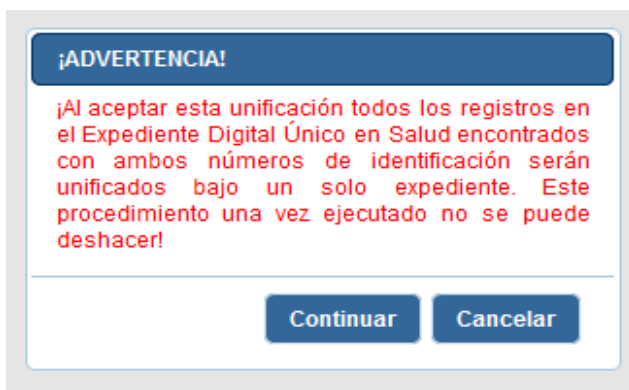 ¡ADVERTENCIA!
¡Al aceptar esta unificación todos los registros en
el Expediente Digital Único en Salud encontrados
con ambos números de identificación serán
unificados bajo un solo expediente. Este
procedimiento una vez ejecutado no se puede
deshacer!
Continuar Cancelar